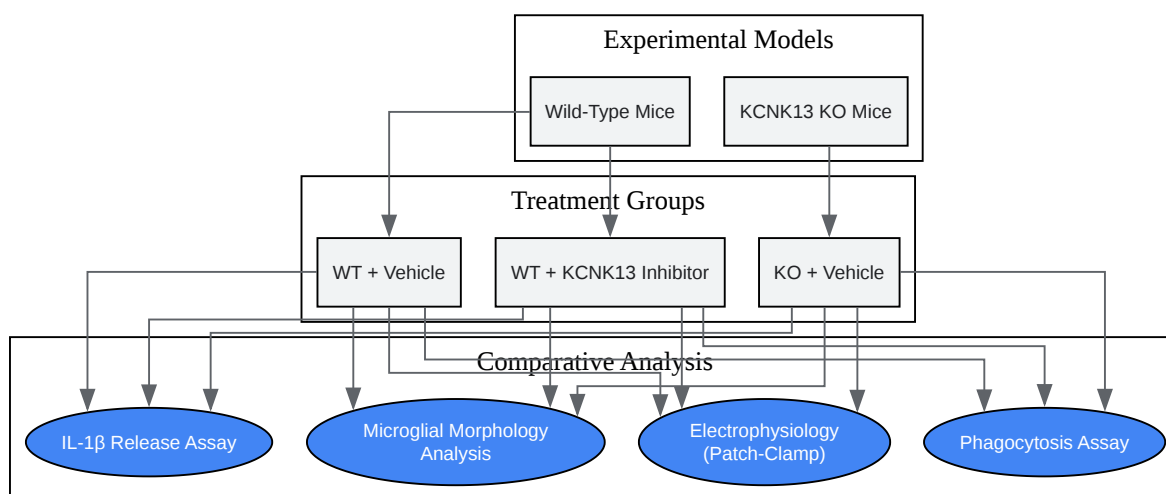 Experimental Models
Wild-Type Mice
KCNK13 KO Mice
Treatment Groups
WT + Vehicle
WT + KCNK13 Inhibitor
KO + Vehicle
Comparative Analysis
IL-1β Release Assay
Microglial Morphology
Analysis
Electrophysiology
(Patch-Clamp)
Phagocytosis Assay